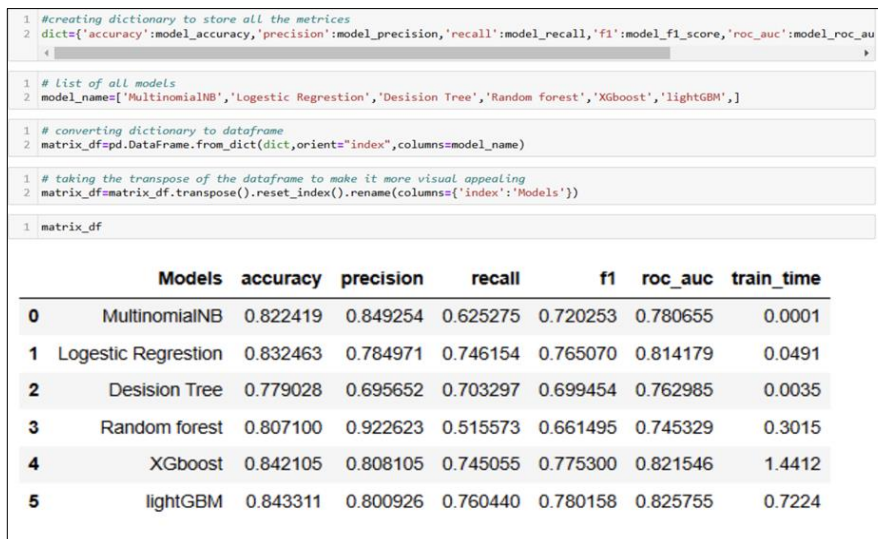 1 #creating dictionary to store all the metrices
2 dict={'accuracy':model_accuracy,'precision':model_precision,'recall':model_recall,'f1':model_f1_score,'roc_auc':model_roc_au
1 # list of all models
2 model_name=['MultinomialNB','Logestic Regrestion','Desision Tree','Random forest','XGboost','lightGBM',]
1 # converting dictionary to dataframe
2 matrix_df=pd.DataFrame.from_dict(dict,orient="index",columns=model_name)
1 # taking the transpose of the dataframe to make it more visual appealing
2 matrix_df=matrix_df.transpose().reset_index().rename(columns={'index':'Models'})
1 matrix_df
Models accuracy precision recall f1 roc_auc train_time
0 MultinomialNB 0.822419 0.849254 0.625275 0.720253 0.780655 0.0001
1 Logestic Regrestion 0.832463 0.784971 0.746154 0.765070 0.814179 0.0491
2 Desision Tree 0.779028 0.695652 0.703297 0.699454 0.762985 0.0035
3 Random forest 0.807100 0.922623 0.515573 0.661495 0.745329 0.3015
4 XGboost 0.842105 0.808105 0.745055 0.775300 0.821546 1.4412
5 lightGBM 0.843311 0.800926 0.760440 0.780158 0.825755 0.7224